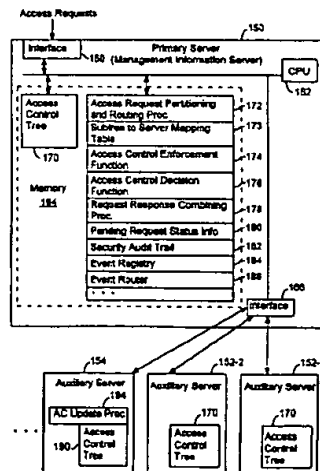 Access Requests
150
Interface
160
Primary Server
(Management Information Server)
CPU
162
Access
Control
Tree
170
Memory
164
Access Request Partitioning
and Routing Proc
172
Subtree to Server Mapping
Table
173
Access Control Enforcement
Function
174
Access Control Decision
Function
176
Request Response Combining
Proc.
178
Pending Request Status Info
180
Security Audit Trail
182
Event Registry
184
Event Router
186
. . .
Interface
166
154
Auxiliary Server
194
AC Update Proc
190
Access
Control
Tree
152-2
Auxiliary Server
170
Access
Control
Tree
Auxiliary Server
170
Access
Control
Tree